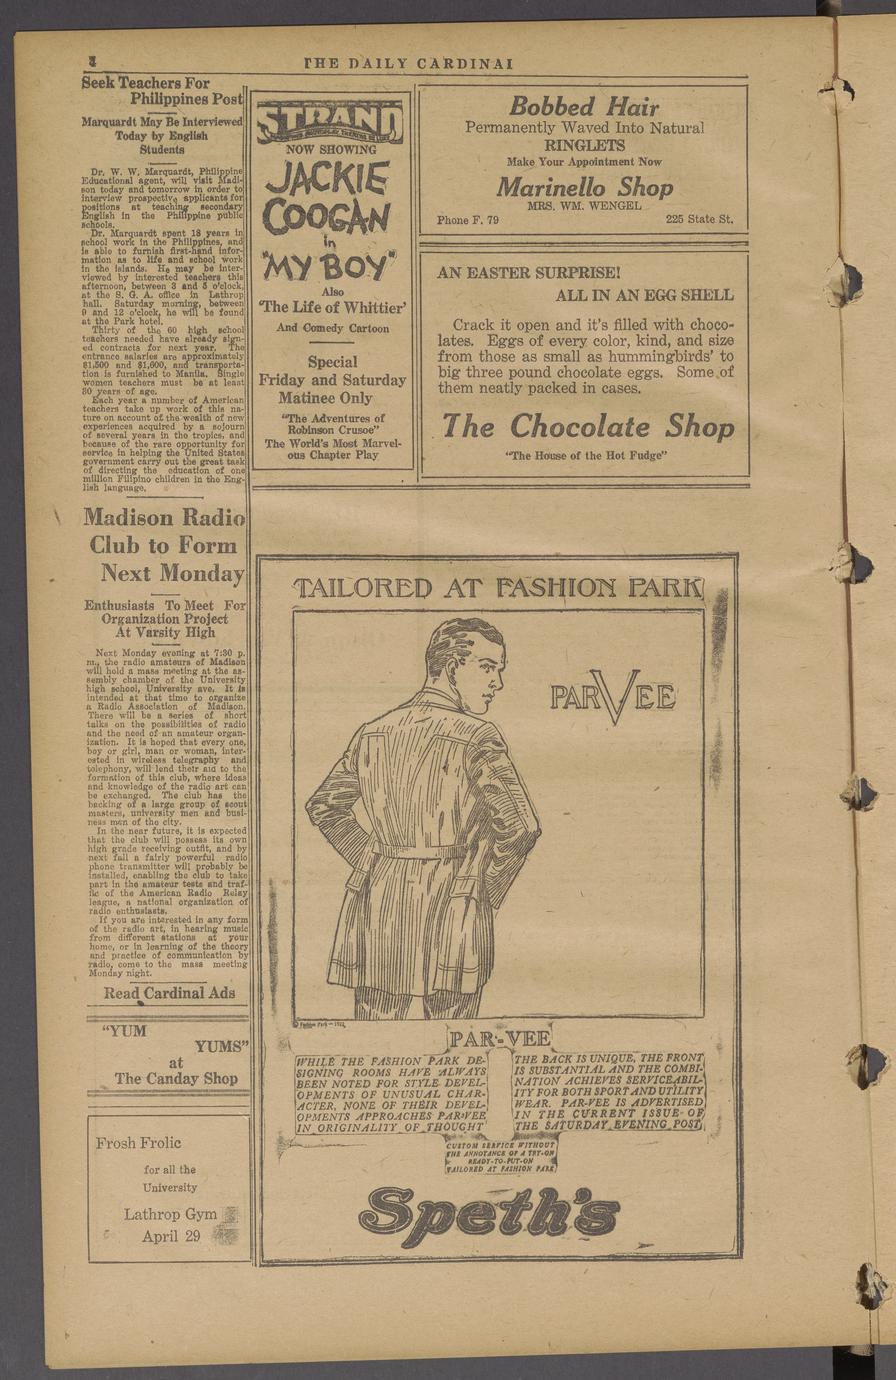 THE DAILY CARDINAL
Seek Teachers For
Philippines Post
Marquardt May Be Interviewed
Today by English
Students
Dr. W. W. Marquardt, Philippine
Educational agent, will visit Madi-
son today and tomorrow in order to
interview prospective applicants for
positions at teaching secondary
English in the Philippine public
schools.
Dr. Marquardt spent 18 years in
school work in the Philippines, and
is able to furnish first-hand infor-
mation as to life and school work
in the islands. He may be inter-
viewed by interested teachers this
afternoon, between 3 and 5 o'clock,
at the S. G. A. office in Lathrop
hall. Saturday morning, between
9 and 12 o'clock, he will be found
at the Park hotel.
Thirty of the 60 high school
teachers needed have already sign-
ed contracts for next year. The
entrance salaries are approximately
$1,500 and $1,600, and transporta-
tion is furnished to Manila. Single
women teachers must be at least
30 years of age.
Each year a number of American
teachers take up work of this na-
ture on account of the wealth of new
experiences acquired by a sojourn
of several years in the tropics, and
because of the rare opportunity for
service in helping the United States
government carry out the great task
of directing the education of one
million Filipino children in the Eng-
lish language.
Madison Radio
Club to Form
Next Monday
Enthusiasts To Meet For
Organization Project
At Varsity High
Next Monday evening at 7:30 p.
m., the radio amateurs of Madison
will hold a mass meeting at the as-
sembly chamber of the University
high school, University ave. It is
intended at that time to organize
a Radio Association of Madison.
There will be a series of short
talks on the possibilities of radio
and the need of an amateur organ-
ization. It is hoped that every one,
boy or girl, man or woman, inter-
ested in wireless telegraphy and
telephony, will lend their aid to the
formation of this club, where ideas
and knowledge of the radio art can
be exchanged. The club has the
backing of a large group of scout
masters, university men and busi-
ness men of the city.
In the near future, it is expected
that the club will possess its own
high grade receiving outfit, and by
next fall a fairly powerful radio
phone transmitter will probably be
installed, enabling the club to take
part in the amateur tests and traf-
fic of the American Radio Relay
league, a national organization of
radio enthusiasts.
If you are interested in any form
of the radio art, in hearing music
from different stations at your
home, or in learning of the theory
and practice of communication by
radio, come to the mass meeting
Monday night.
Read Cardinal Ads
"YUM
YUMS"
at
The Canday Shop
Frosh Frolic
for all the
University
Lathrop Gym
April 29
STRAND
NOW SHOWING
JACKIE
COOGAN
in
"MY BOY"
Also
'The Life of Whittier'
And Comedy Cartoon
Special
Friday and Saturday
Matinee Only
"The Adventures of
Robinson Crusoe"
The World's Most Marvel-
ous Chapter Play
Bobbed Hair
Permanently Waved Into Natural
RINGLETS
Make Your Appointment Now
Marinello Shop
MRS. WM. WENGEL
Phone F. 79 225 State St.
AN EASTER SURPRISE!
ALL IN AN EGG SHELL
Crack it open and it's filled with choco-
lates. Eggs of every color, kind, and size
from those as small as hummingbirds' to
big three pound chocolate eggs. Some of
them neatly packed in cases.
The Chocolate Shop
"The House of the Hot Fudge"
TAILORED AT FASHION PARK
PARVEE
© Fashion Park—1922
PAR-VEE
WHILE THE FASHION PARK DE-
SIGNING ROOMS HAVE ALWAYS
BEEN NOTED FOR STYLE DEVEL-
OPMENTS OF UNUSUAL CHAR-
ACTER, NONE OF THEIR DEVEL-
OPMENTS APPROACHES PAR-VEE
IN ORIGINALITY OF THOUGHT
THE BACK IS UNIQUE, THE FRONT
IS SUBSTANTIAL AND THE COMBI-
NATION ACHIEVES SERVICEABIL-
ITY FOR BOTH SPORT AND UTILITY
WEAR. PAR-VEE IS ADVERTISED
IN THE CURRENT ISSUE OF
THE SATURDAY EVENING POST
CUSTOM SERVICE WITHOUT
THE ANNOYANCE OF A TRY-ON
READY-TO-PUT-ON
TAILORED AT FASHION PARK
Speth's